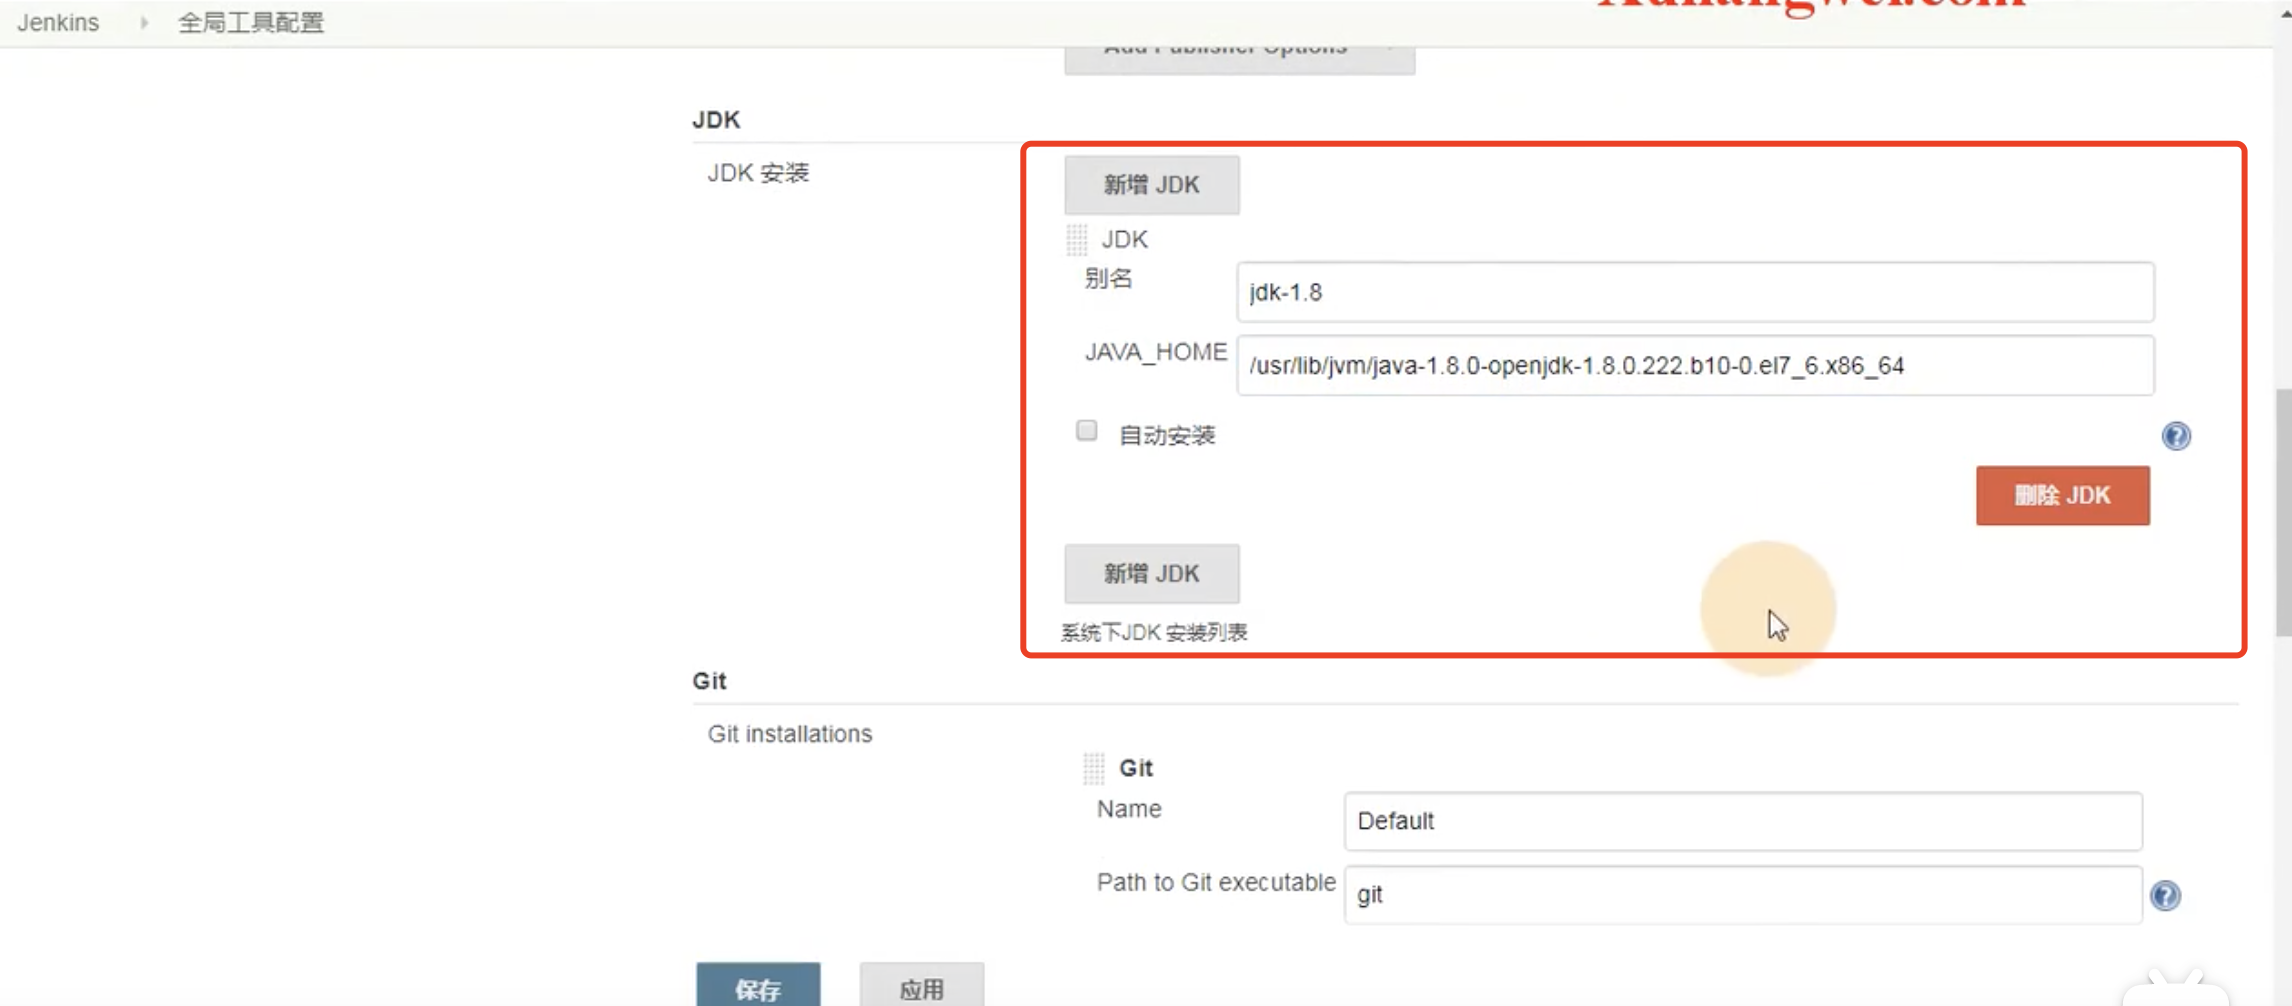 Jenkins 全局工具配置
Add Publisher Options
JDK
JDK 安装
新增 JDK
JDK
别名
jdk-1.8
JAVA_HOME
/usr/lib/jvm/java-1.8.0-openjdk-1.8.0.222.b10-0.el7_6.x86_64
自动安装
删除 JDK
新增 JDK
系统下JDK 安装列表
Git
Git installations
Git
Name
Default
Path to Git executable
git
保存
应用